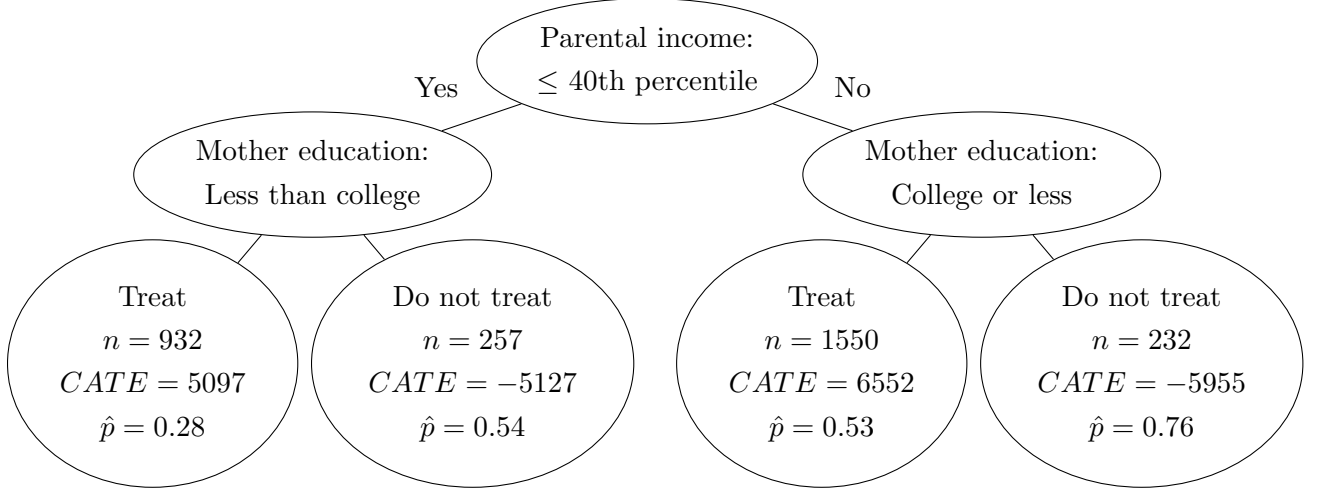 Parental income:
≤ 40th percentile
Yes
No
Mother education:
Less than college
Mother education:
College or less
Treat
n = 932
CATE = 5097
p̂ = 0.28
Do not treat
n = 257
CATE = −5127
p̂ = 0.54
Treat
n = 1550
CATE = 6552
p̂ = 0.53
Do not treat
n = 232
CATE = −5955
p̂ = 0.76